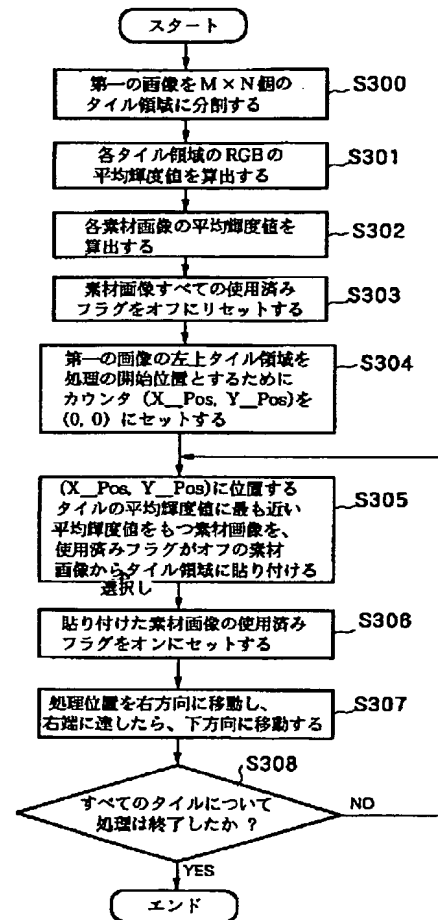 スタート
第一の画像をM×N個の
タイル領域に分割する
S300
各タイル領域のRGBの
平均輝度値を算出する
S301
各素材画像の平均輝度値を
算出する
S302
素材画像すべての使用済み
フラグをオフにリセットする
S303
第一の画像の左上タイル領域を
処理の開始位置とするために
カウンタ (X__Pos, Y__Pos)を
(0, 0) にセットする
S304
(X__Pos, Y__Pos)に位置する
タイルの平均輝度値に最も近い
平均輝度値をもつ素材画像を、
使用済みフラグがオフの素材
画像からタイル領域に貼り付ける
選択し
S305
貼り付けた素材画像の使用済み
フラグをオンにセットする
S306
処理位置を右方向に移動し、
右端に達したら、下方向に移動する
S307
S308
すべてのタイルについて
処理は終了したか ?
NO
YES
エンド